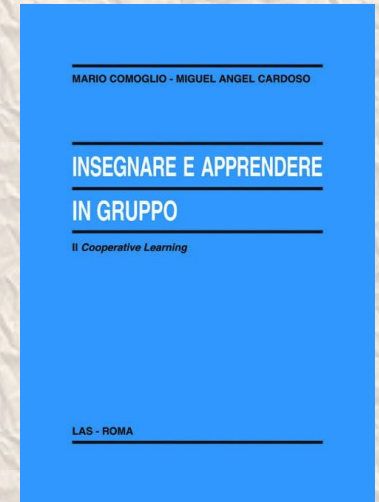 MARIO COMOGLIO - MIGUEL ANGEL CARDOSO
INSEGNARE E APPRENDERE
IN GRUPPO
Il Cooperative Learning
LAS - ROMA